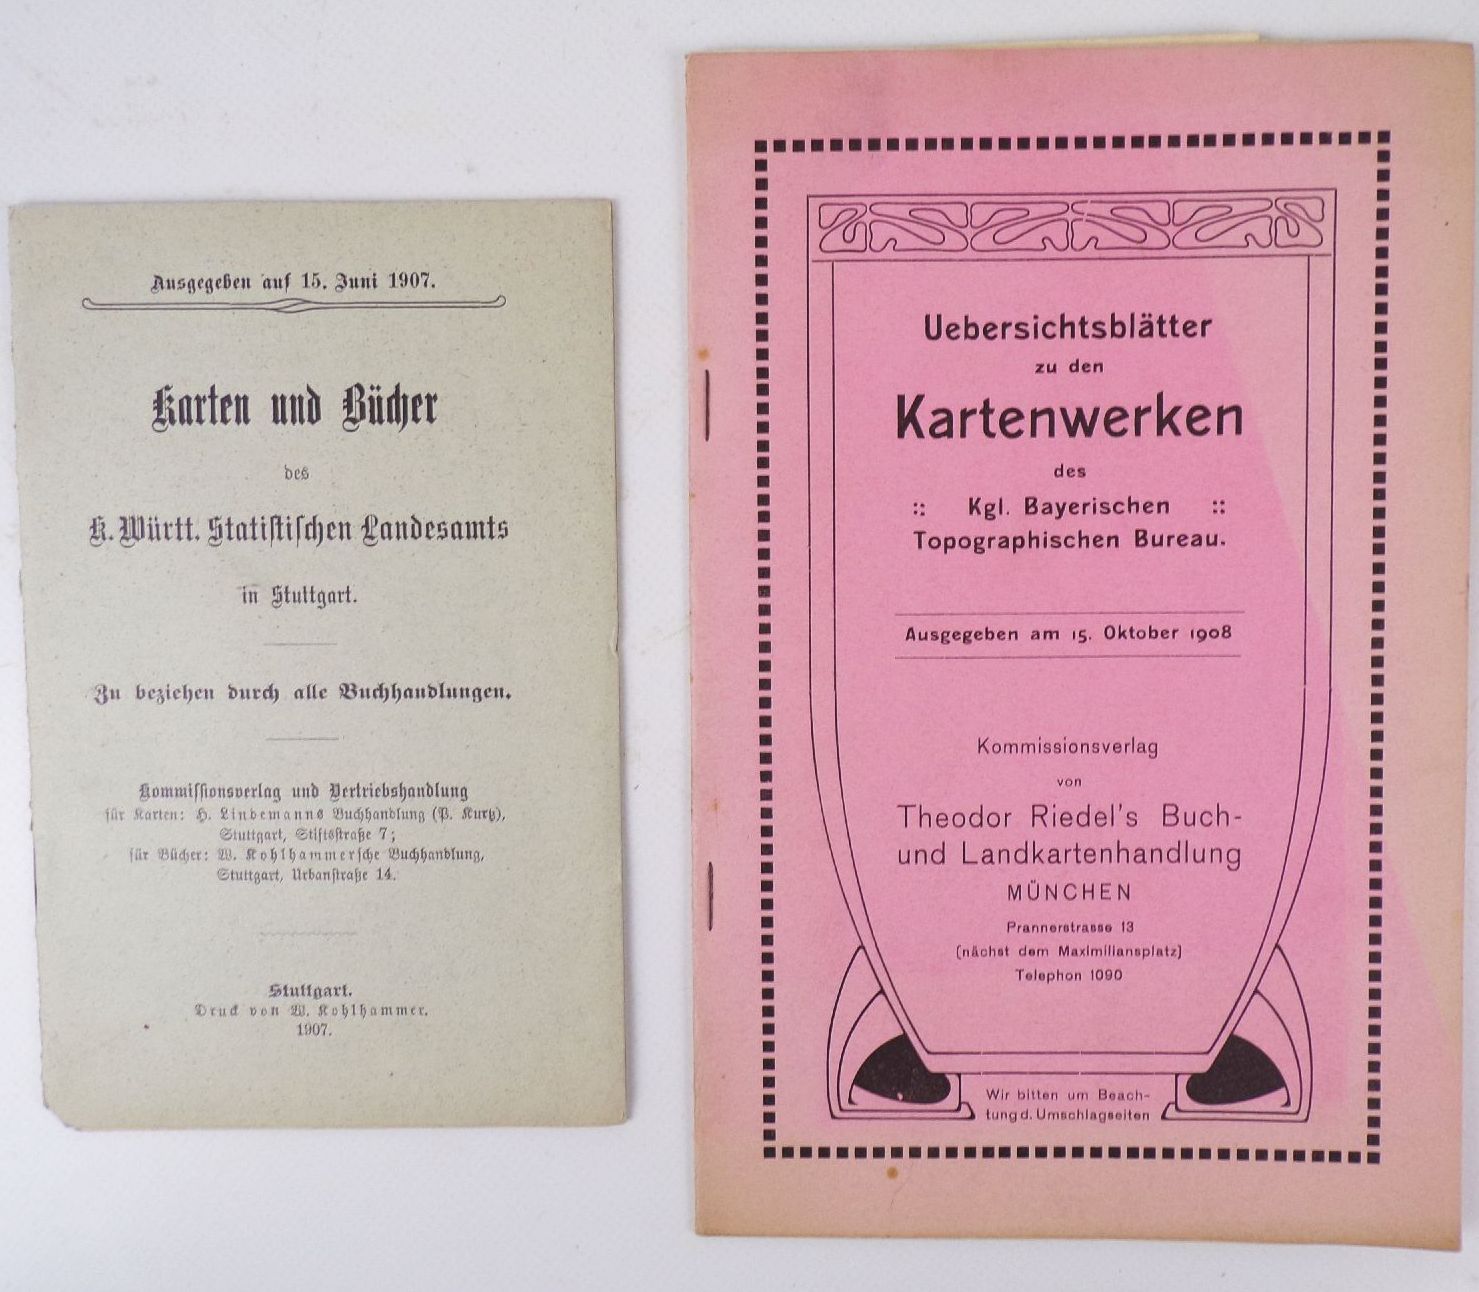 Ausgegeben auf 15. Juni 1907.
Karten und Bücher
des
K. Württ. Statistischen Landesamts
in Stuttgart.
Zu beziehen durch alle Buchhandlungen.
Kommissionsverlag und Vertriebshandlung
für Karten: H. Lindemanns Buchhandlung (P. Kurtz),
Stuttgart, Stiftsstraße 7;
für Bücher: W. Kohlhammersche Buchhandlung,
Stuttgart, Urbanstraße 14.
Stuttgart.
Druck von W. Kohlhammer.
1907.
Uebersichtsblätter
zu den
Kartenwerken
des
:: Kgl. Bayerischen ::
Topographischen Bureau.
Ausgegeben am 15. Oktober 1908
Kommissionsverlag
von
Theodor Riedel's Buch-
und Landkartenhandlung
MÜNCHEN
Prannerstrasse 13
(nächst dem Maximiliansplatz)
Telephon 1090
Wir bitten um Beach-
tung d. Umschlagseiten